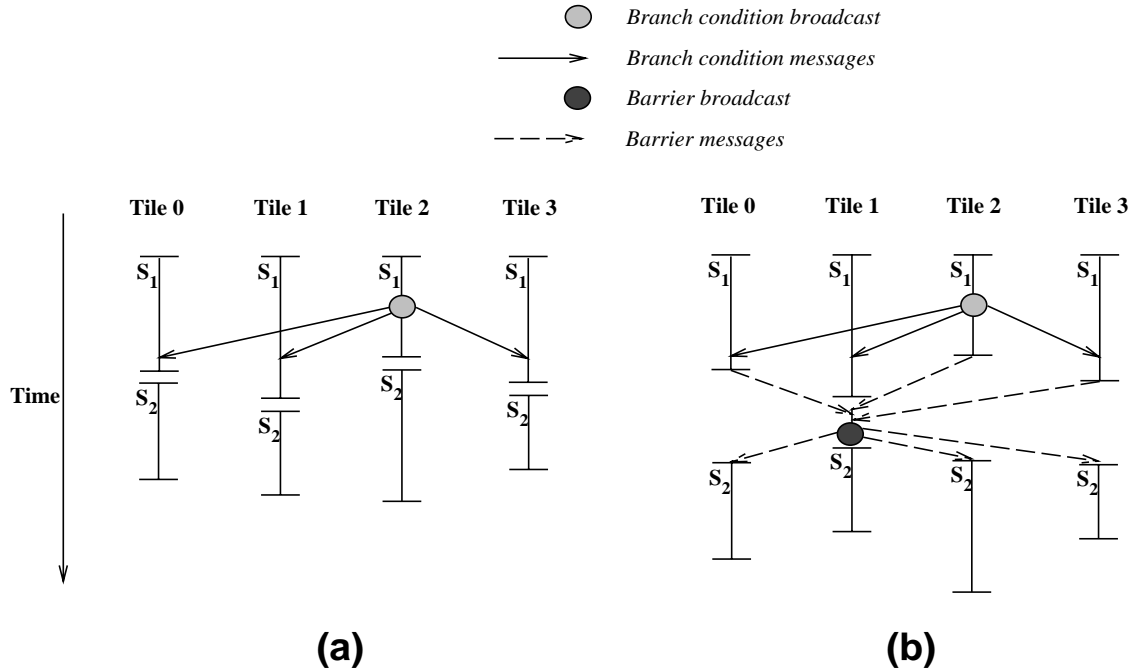 Branch condition broadcast
Branch condition messages
Barrier broadcast
Barrier messages
Tile 0 Tile 1 Tile 2 Tile 3
S1 S1 S1 S1
S2 S2 S2 S2
Time
(a)
Tile 0 Tile 1 Tile 2 Tile 3
S1 S1 S1 S1
S2 S2 S2 S2
(b)